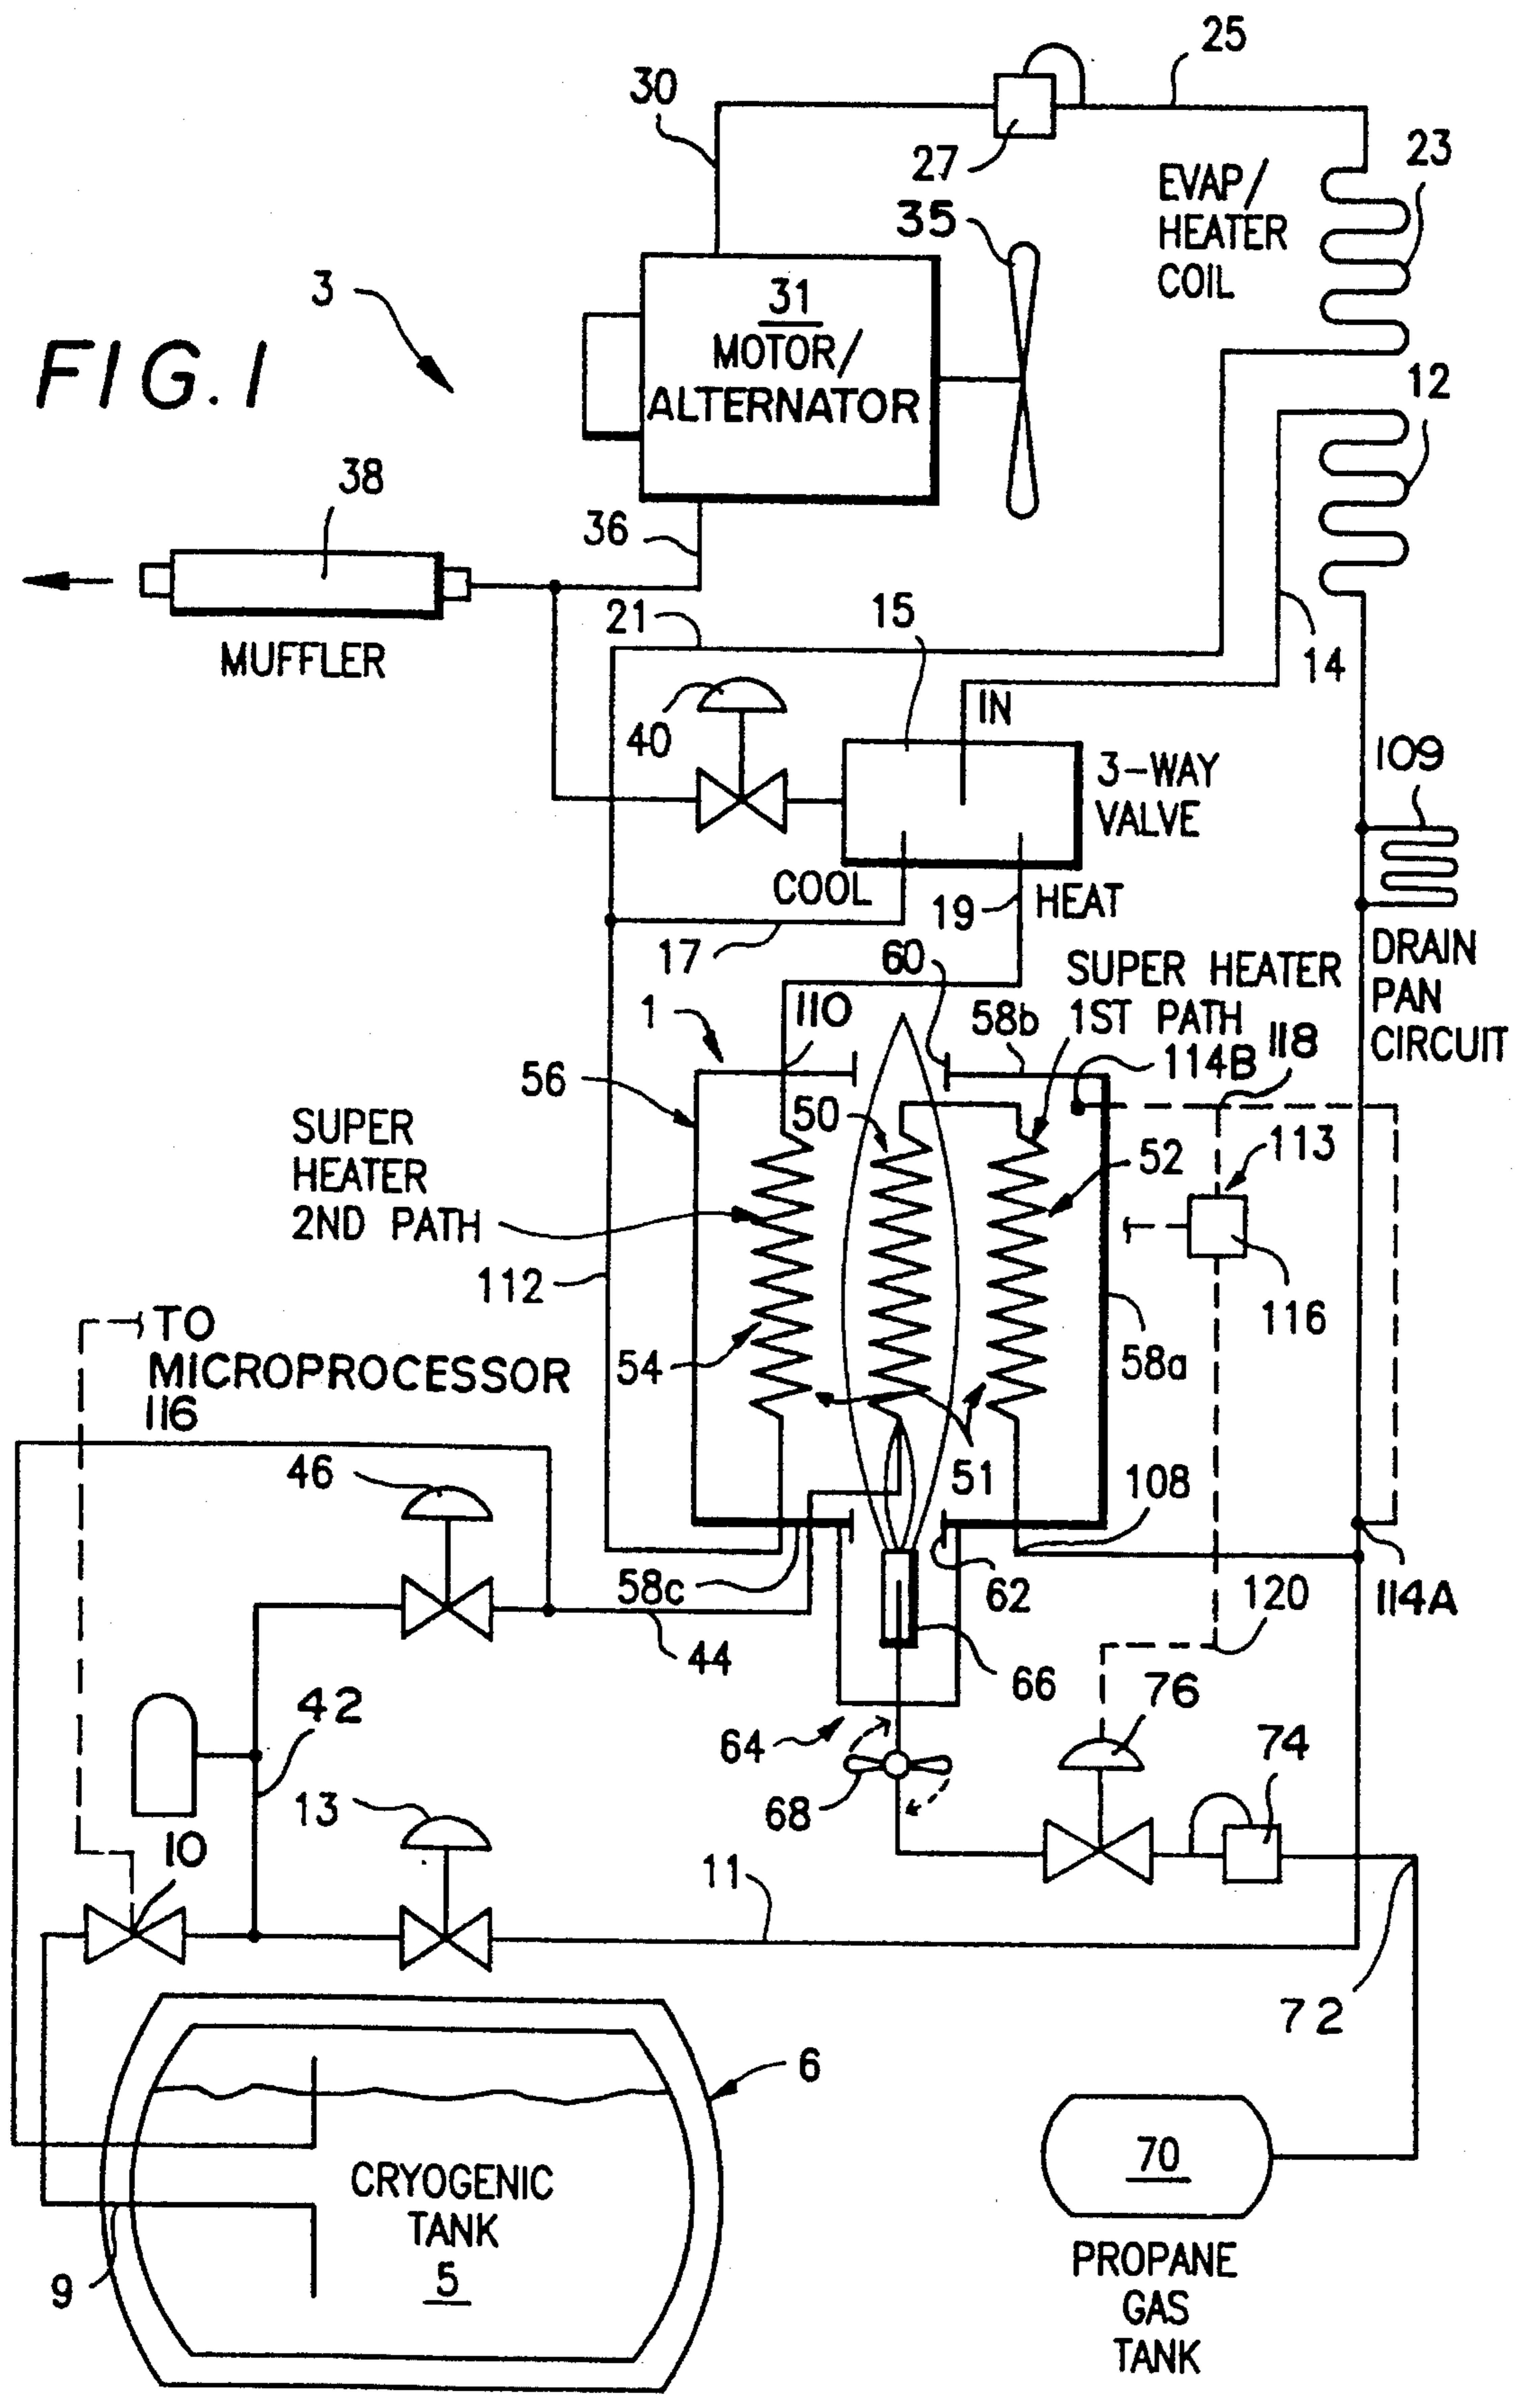 25
30
27
EVAP/
HEATER
COIL
23
35
3
FIG. 1
31
MOTOR/
ALTERNATOR
12
38
36
MUFFLER
21
15
14
IN
40
3-WAY
VALVE
109
COOL
19
HEAT
17
DRAIN
PAN
CIRCUIT
60
SUPER HEATER
1ST PATH
1
110
58b
114B
118
56
50
SUPER
HEATER
2ND PATH
52
113
112
116
54
58a
TO
MICROPROCESSOR
116
46
51
108
58c
62
114A
120
44
66
42
76
64
74
13
68
10
11
72
6
CRYOGENIC
TANK
5
9
70
PROPANE
GAS
TANK